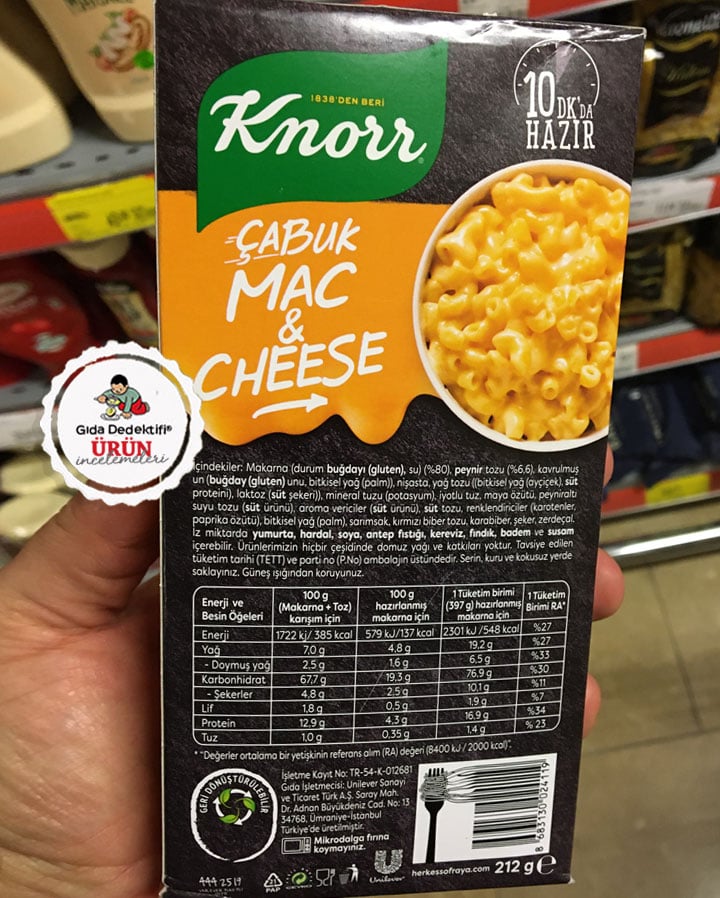 1838'DEN BERİ
Knorr
10
DK'DA
HAZIR
ÇABUK
MAC
&
CHEESE
Gıda Dedektifi®
ÜRÜN
incelemeleri
İçindekiler: Makarna (durum buğdayı (gluten), su) (%80), peynir tozu (%6.6), kavrulmuş
un (buğday (gluten) unu, bitkisel yağ (palm)), nişasta, yağ tozu ((bitkisel yağ (ayçiçek), süt
proteini), laktoz (süt şekeri)), mineral tuzu (potasyum), iyotlu tuz, maya özütü, peyniraltı
suyu tozu (süt ürünü), aroma vericiler (süt ürünü), süt tozu, renklendiriciler (karotenler,
paprika özütü), bitkisel yağ (palm), sarımsak, kırmızı biber tozu, karabiber, şeker, zerdeçal.
İz miktarda yumurta, hardal, soya, antep fıstığı, kereviz, fındık, badem ve susam
içerebilir. Ürünlerimizin hiçbir çeşidinde domuz yağı ve katkıları yoktur. Tavsiye edilen
tüketim tarihi (TETT) ve parti no (P.No) ambalajın üstündedir. Serin, kuru ve kokusuz yerde
saklayınız. Güneş ışığından koruyunuz.
Enerji ve Besin Öğeleri 100 g (Makarna + Toz) karışım için 100 g hazırlanmış makarna için 1 Tüketim birimi (397 g) hazırlanmış makarna için 1 Tüketim Birimi RA*
Enerji 1722 kj/ 385 kcal 579 kJ/137 kcal 2301 kJ /548 kcal %27
Yağ 7,0 g 4,8 g 19,2 g %27
- Doymuş yağ 2,5 g 1,6 g 6,5 g %33
Karbonhidrat 67,7 g 19,3 g 76,9 g %30
- Şekerler 4,8 g 2,5 g 10,1 g %11
Lif 1,8 g 0,5 g 1,9 g %7
Protein 12,9 g 4,3 g 16,9 g %34
Tuz 1,0 g 0,35 g 1,4 g % 23
* "Değerler ortalama bir yetişkinin referans alım (RA) değeri (8400 kJ / 2000 kcal)".
GERİ DÖNÜŞTÜRÜLEBİLİR
İşletme Kayıt No: TR-54-K-012681
Gıda İşletmecisi: Unilever Sanayi
ve Ticaret Türk A.Ş. Saray Mah.
Dr. Adnan Büyükdeniz Cad. No: 13
34768, Ümraniye-İstanbul
Türkiye'de üretilmiştir.
Mikrodalga fırına
koymayınız.
8 683130 024119
444 25 19
21
PAP
Unilever
herkessofraya.com
212 g e